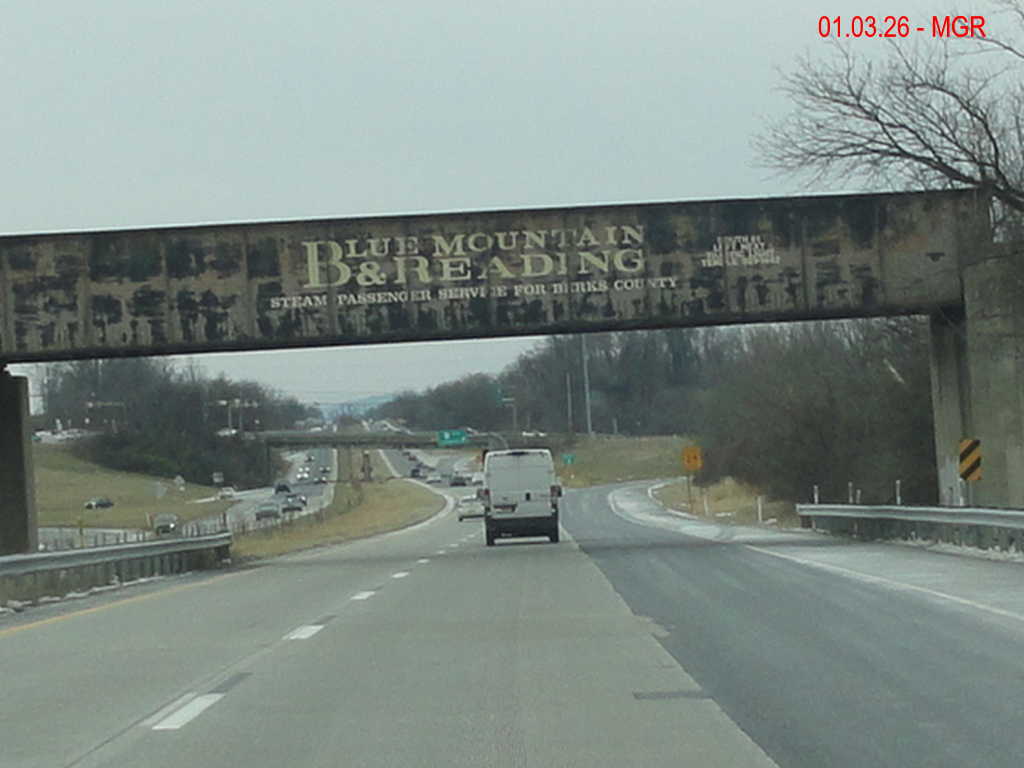 01.03.26 - MGR
BLUE MOUNTAIN
& READING
STEAM PASSENGER SERVICE FOR BERKS COUNTY